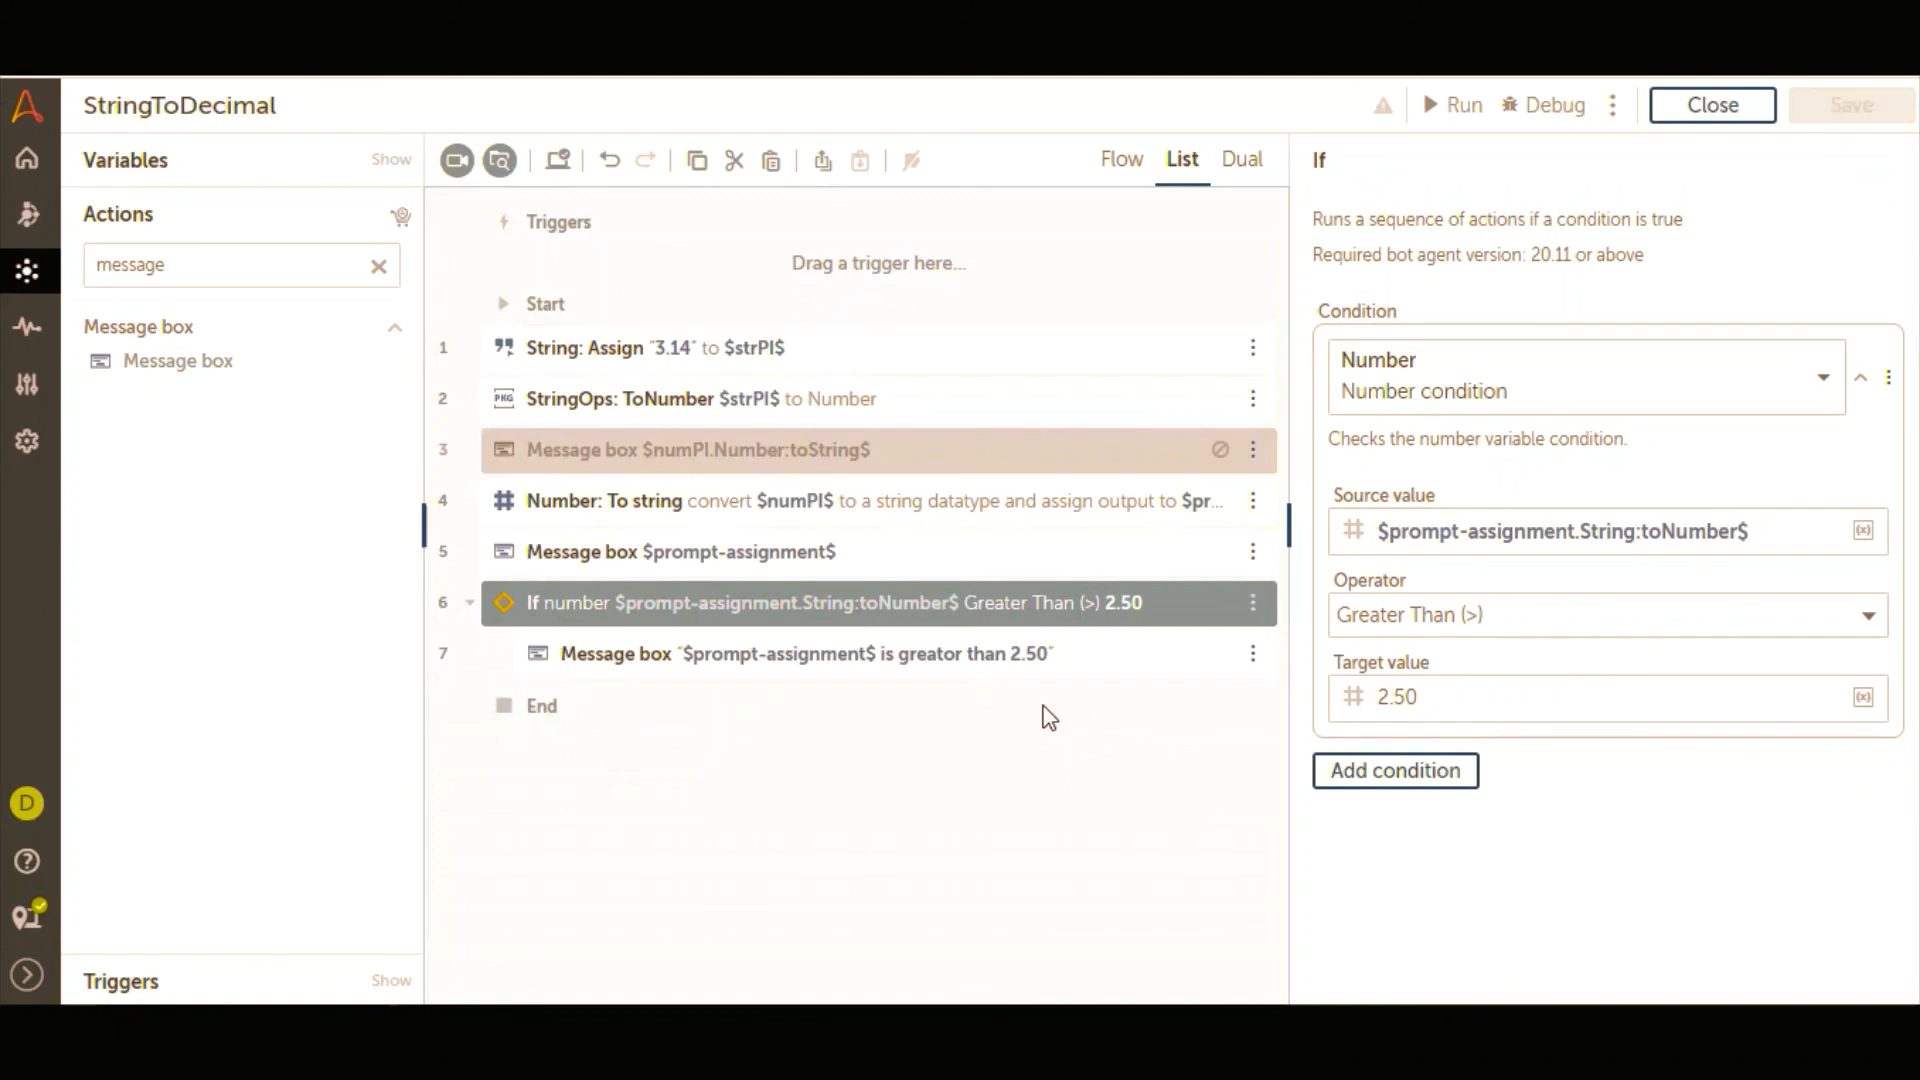 StringToDecimal
Run
Debug
Close
Save
Variables
Show
Actions
message
Message box
Message box
Triggers
Show
Flow
List
Dual
Triggers
Drag a trigger here...
Start
1 String: Assign "3.14" to $strPI$
2 PKG StringOps: ToNumber $strPI$ to Number
3 Message box $numPI.Number:toString$
4 Number: To string convert $numPI$ to a string datatype and assign output to $pr...
5 Message box $prompt-assignment$
6 If number $prompt-assignment.String:toNumber$ Greater Than (>) 2.50
7 Message box "$prompt-assignment$ is greator than 2.50"
End
If
Runs a sequence of actions if a condition is true
Required bot agent version: 20.11 or above
Condition
Number
Number condition
Checks the number variable condition.
Source value
$prompt-assignment.String:toNumber$
(x)
Operator
Greater Than (>)
Target value
2.50
(x)
Add condition
D